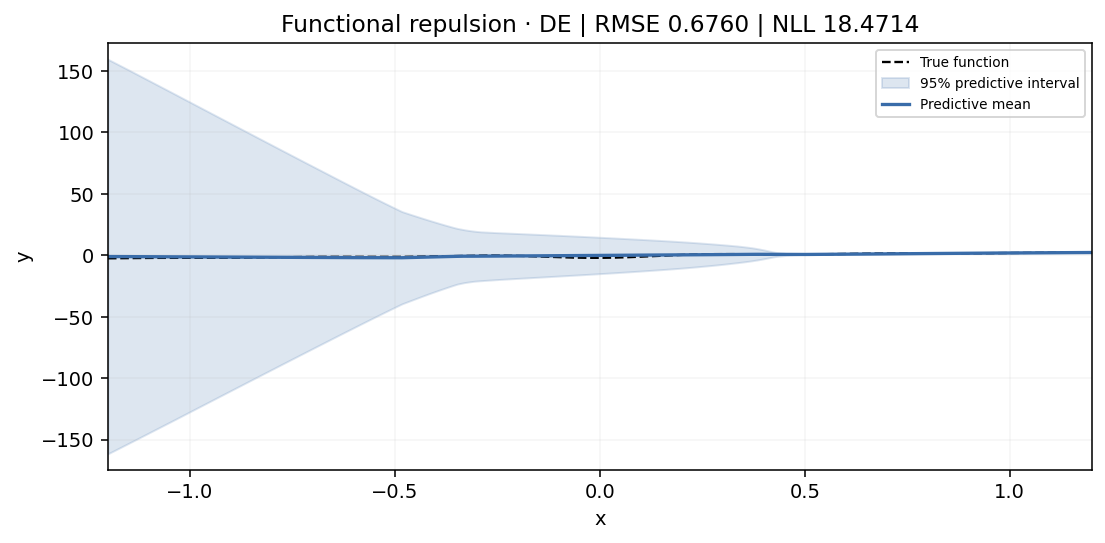 Functional repulsion · DE | RMSE 0.6760 | NLL 18.4714
True function
95% predictive interval
Predictive mean
150
100
50
0
−50
−100
−150
y
−1.0 −0.5 0.0 0.5 1.0
x